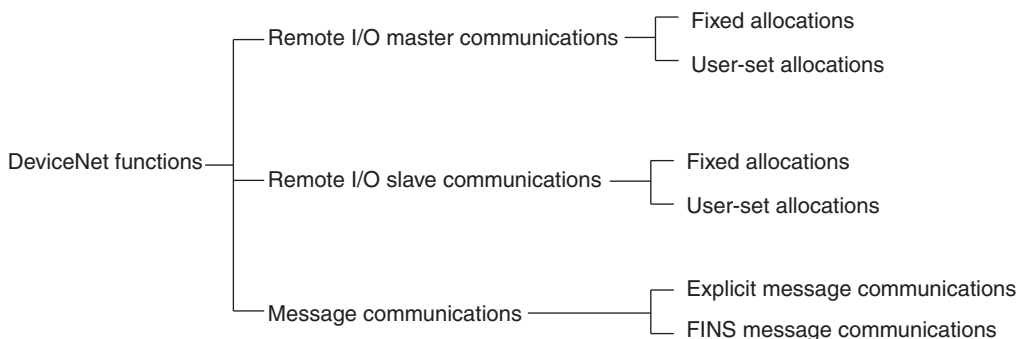 Fixed allocations
Remote I/O master communications
User-set allocations
DeviceNet functions
Fixed allocations
Remote I/O slave communications
User-set allocations
Explicit message communications
Message communications
FINS message communications